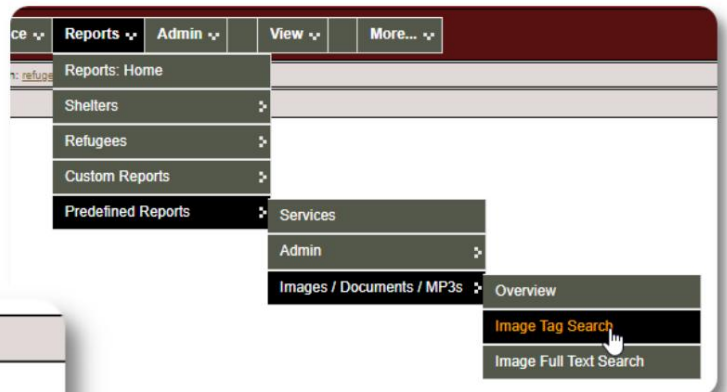 ce Reports Admin View More...
n: refuge
Reports: Home
Shelters
Refugees
Custom Reports
Predefined Reports
Services
Admin
Images / Documents / MP3s
Overview
Image Tag Search
Image Full Text Search